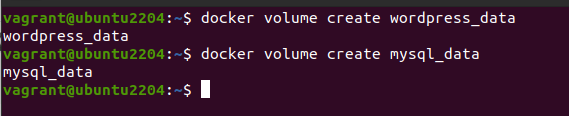 vagrant@ubuntu2204:~$ docker volume create wordpress_data
wordpress_data
vagrant@ubuntu2204:~$ docker volume create mysql_data
mysql_data
vagrant@ubuntu2204:~$